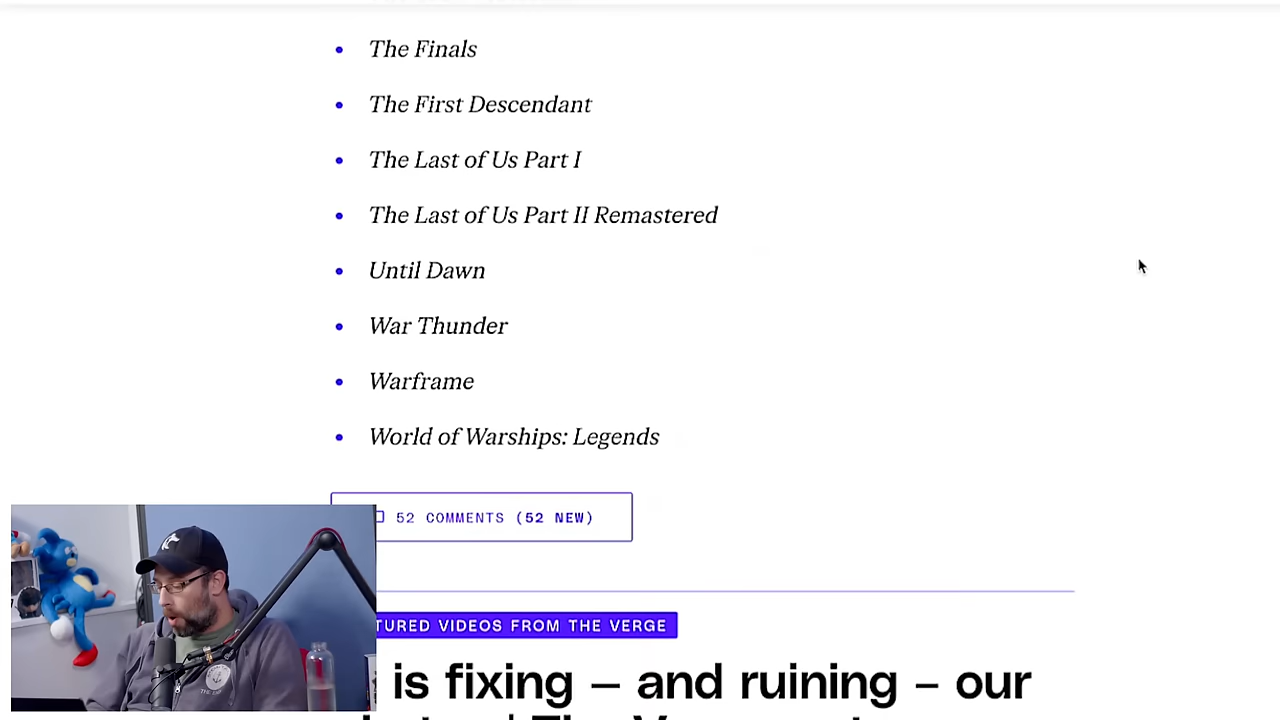 The Finals
The First Descendant
The Last of Us Part I
The Last of Us Part II Remastered
Until Dawn
War Thunder
Warframe
World of Warships: Legends
52 COMMENTS (52 NEW)
TURED VIDEOS FROM THE VERGE
is fixing – and ruining – our